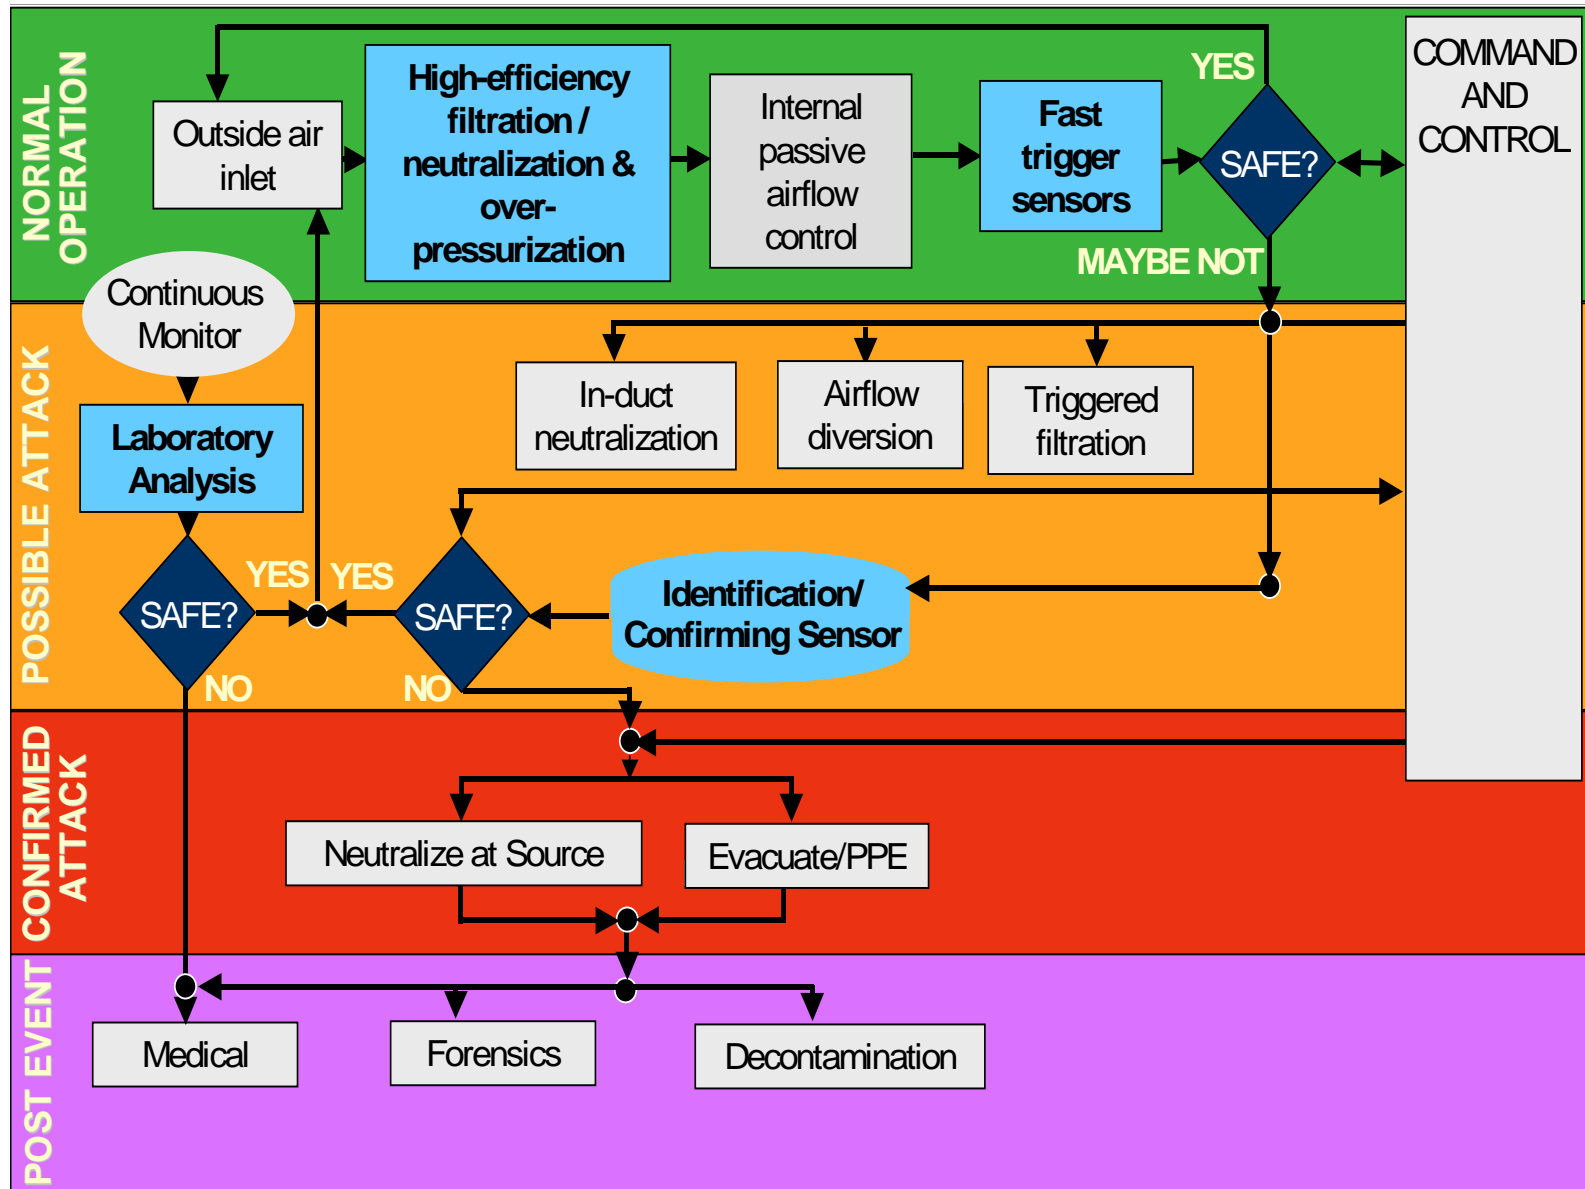 NORMAL
OPERATION
Outside air
inlet
High-efficiency
filtration /
neutralization &
over-
pressurization
Internal
passive
airflow
control
Fast
trigger
sensors
YES
SAFE?
MAYBE NOT
COMMAND
AND
CONTROL
POSSIBLE ATTACK
Continuous
Monitor
Laboratory
Analysis
In-duct
neutralization
Airflow
diversion
Triggered
filtration
SAFE?
YES
YES
SAFE?
Identification/
Confirming Sensor
NO
NO
CONFIRMED
ATTACK
Neutralize at Source
Evacuate/PPE
POST EVENT
Medical
Forensics
Decontamination